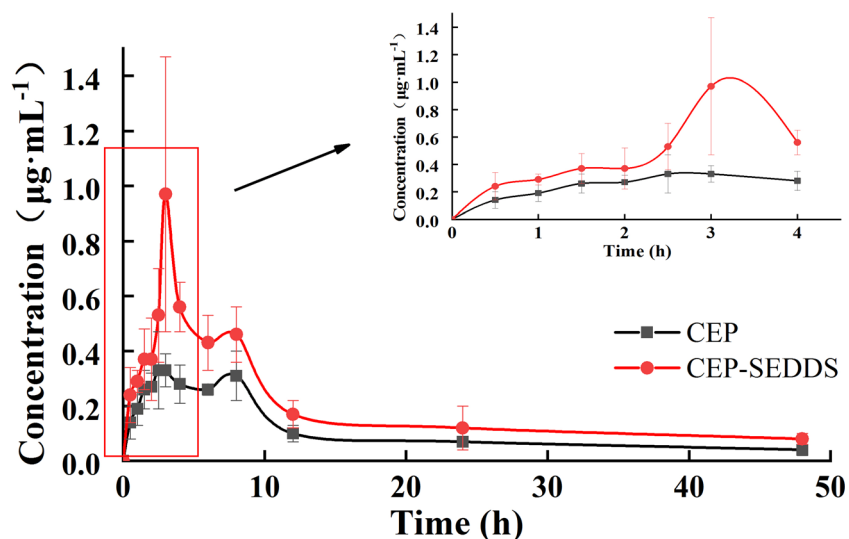 Concentration（μg·mL⁻¹）
1.4
1.2
1.0
0.8
0.6
0.4
0.2
0.0
0 10 20 30 40 50
Time (h)
Concentration（μg·mL⁻¹）
1.4
1.2
1.0
0.8
0.6
0.4
0.2
0.0
0 1 2 3 4
Time (h)
CEP
CEP-SEDDS